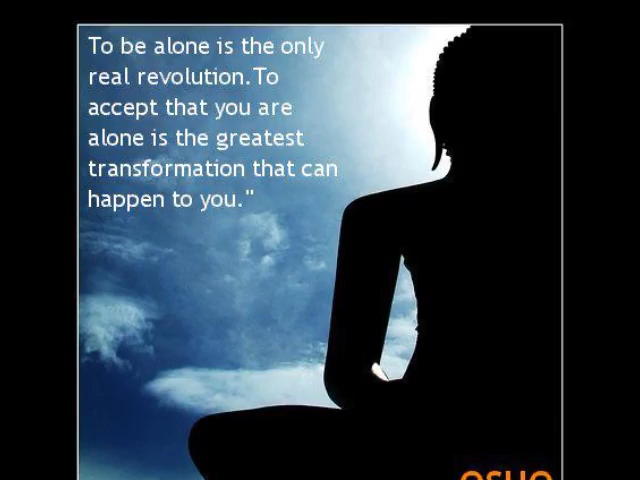 To be alone is the only
real revolution.To
accept that you are
alone is the greatest
transformation that can
happen to you."